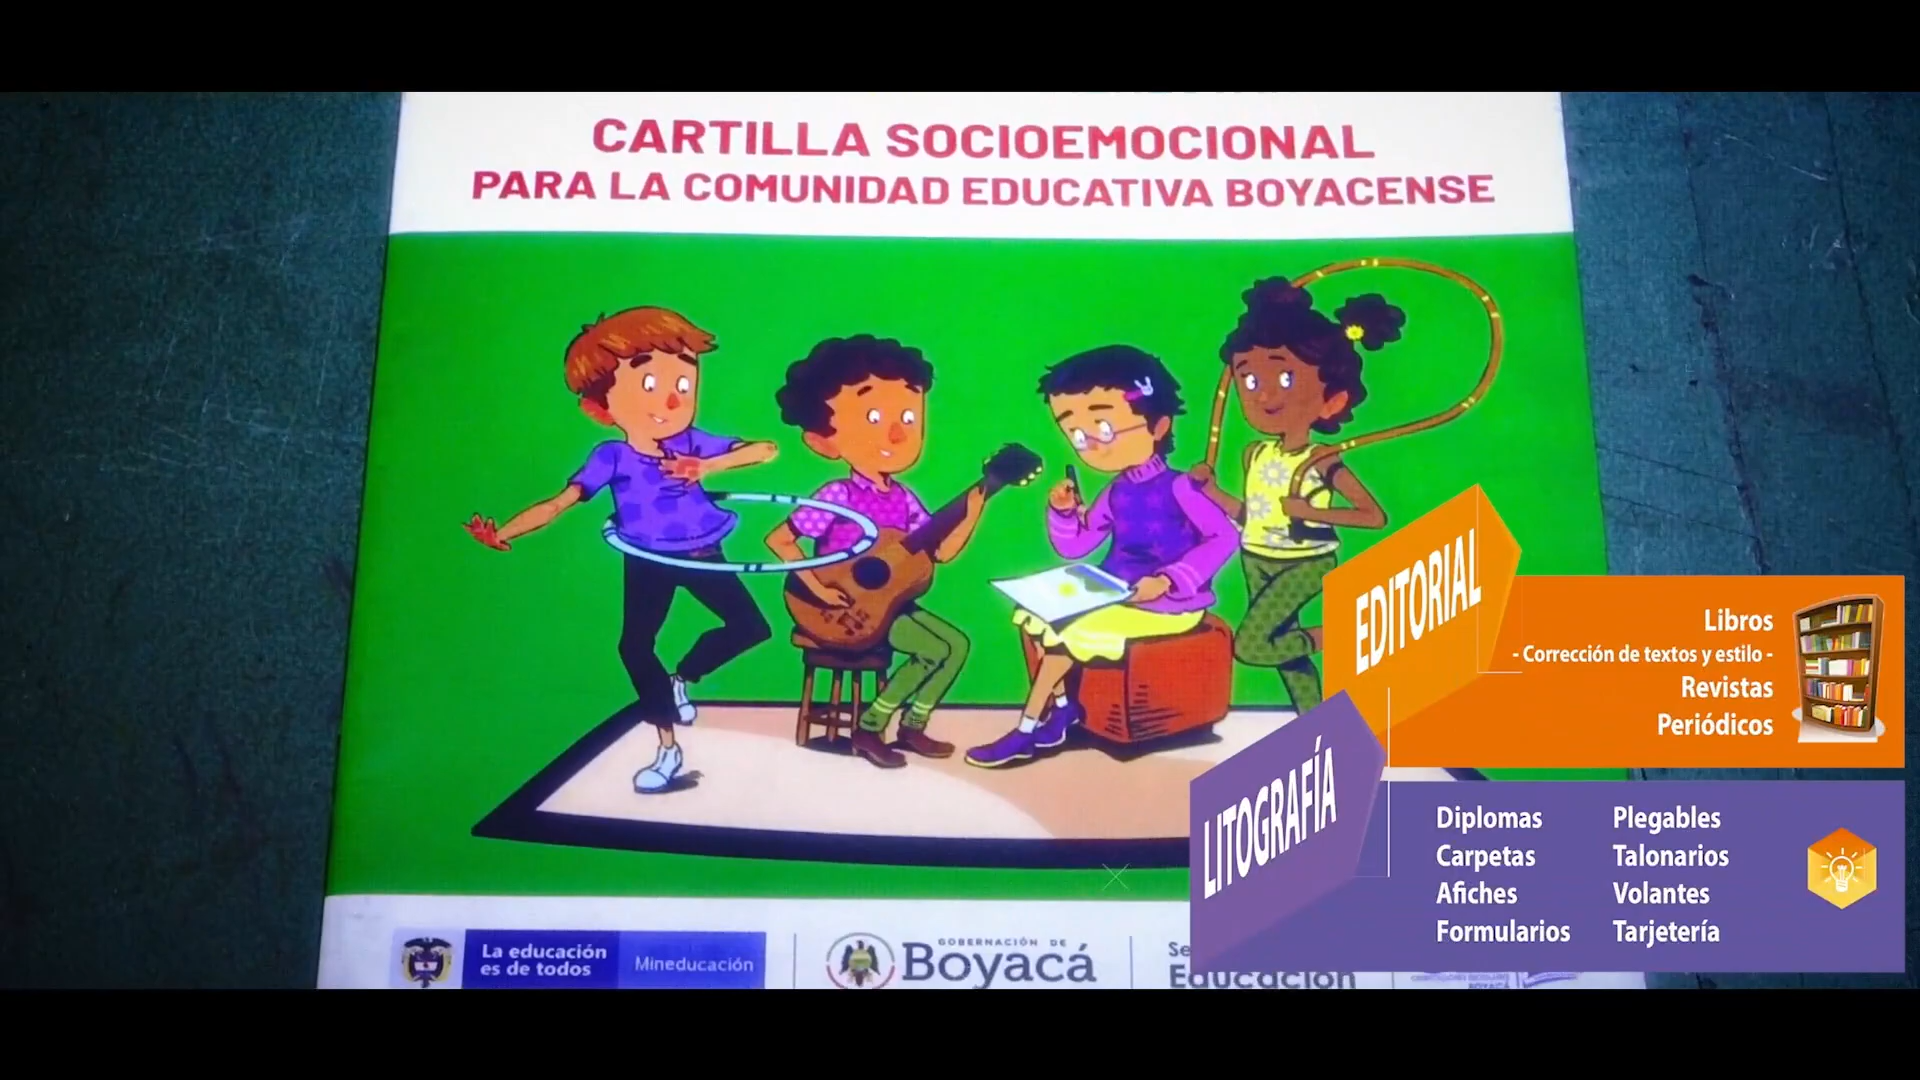 CARTILLA SOCIOEMOCIONAL
PARA LA COMUNIDAD EDUCATIVA BOYACENSE
EDITORIAL
Libros
- Corrección de textos y estilo -
Revistas
Periódicos
LITOGRAFÍA
Diplomas
Carpetas
Afiches
Formularios
Plegables
Talonarios
Volantes
Tarjetería
La educación
es de todos
Mineducación
GOBERNACIÓN DE
Boyacá
Educación